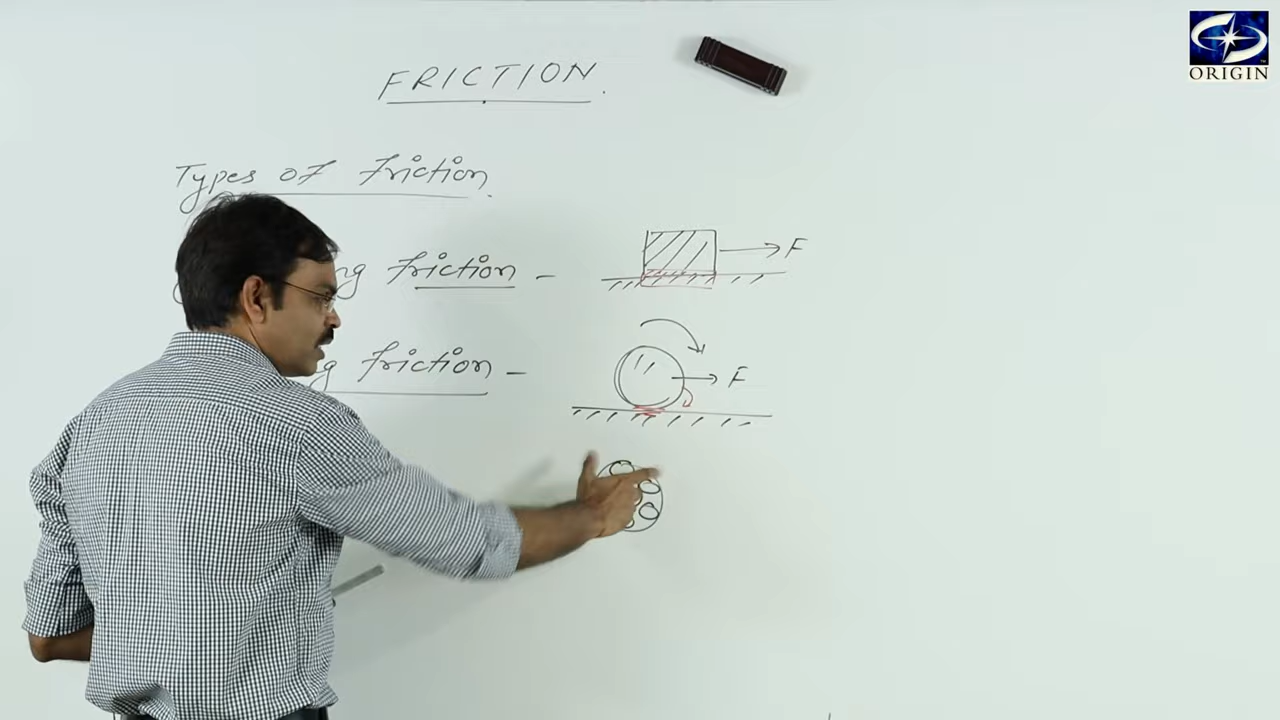 FRICTION.
Types of Friction.
Friction -
F
Friction -
F
ORIGIN